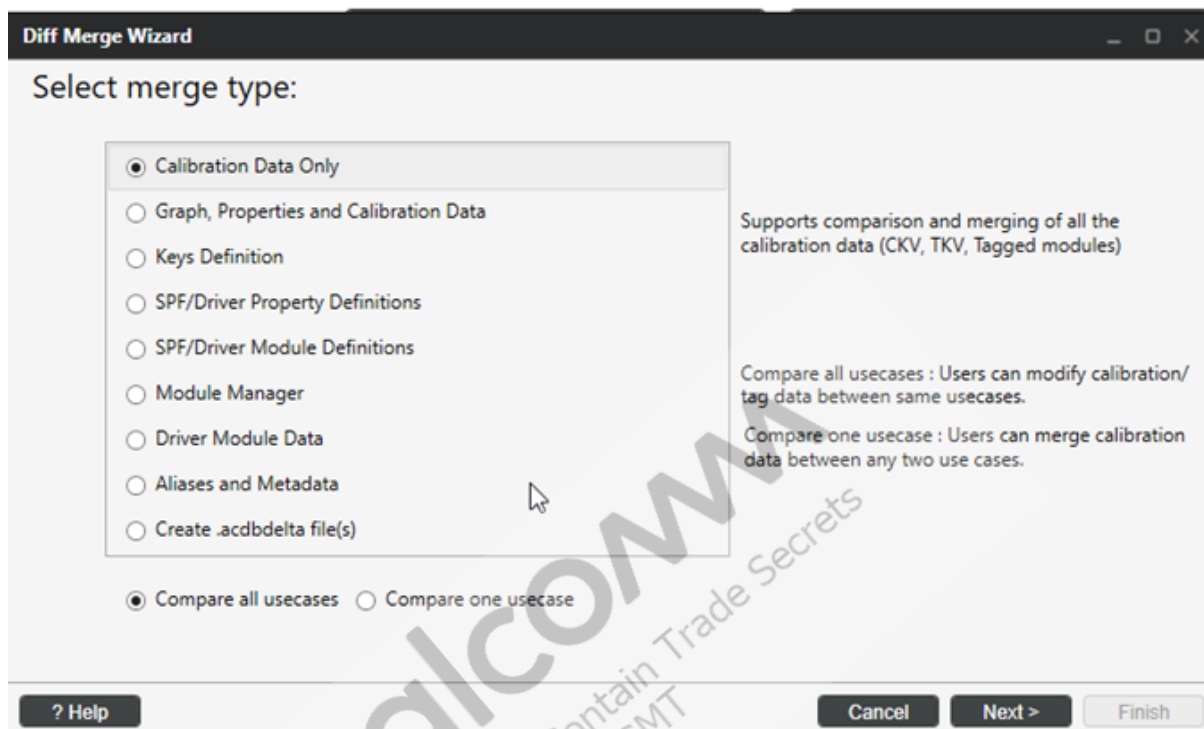 Diff Merge Wizard
Select merge type:
Calibration Data Only
Graph, Properties and Calibration Data
Keys Definition
SPF/Driver Property Definitions
SPF/Driver Module Definitions
Module Manager
Driver Module Data
Aliases and Metadata
Create .acdbdelta file(s)
Supports comparison and merging of all the
calibration data (CKV, TKV, Tagged modules)
Compare all usecases : Users can modify calibration/
tag data between same usecases.
Compare one usecase : Users can merge calibration
data between any two use cases.
Compare all usecases Compare one usecase
? Help
Cancel
Next >
Finish
alcomm
Trade Secrets